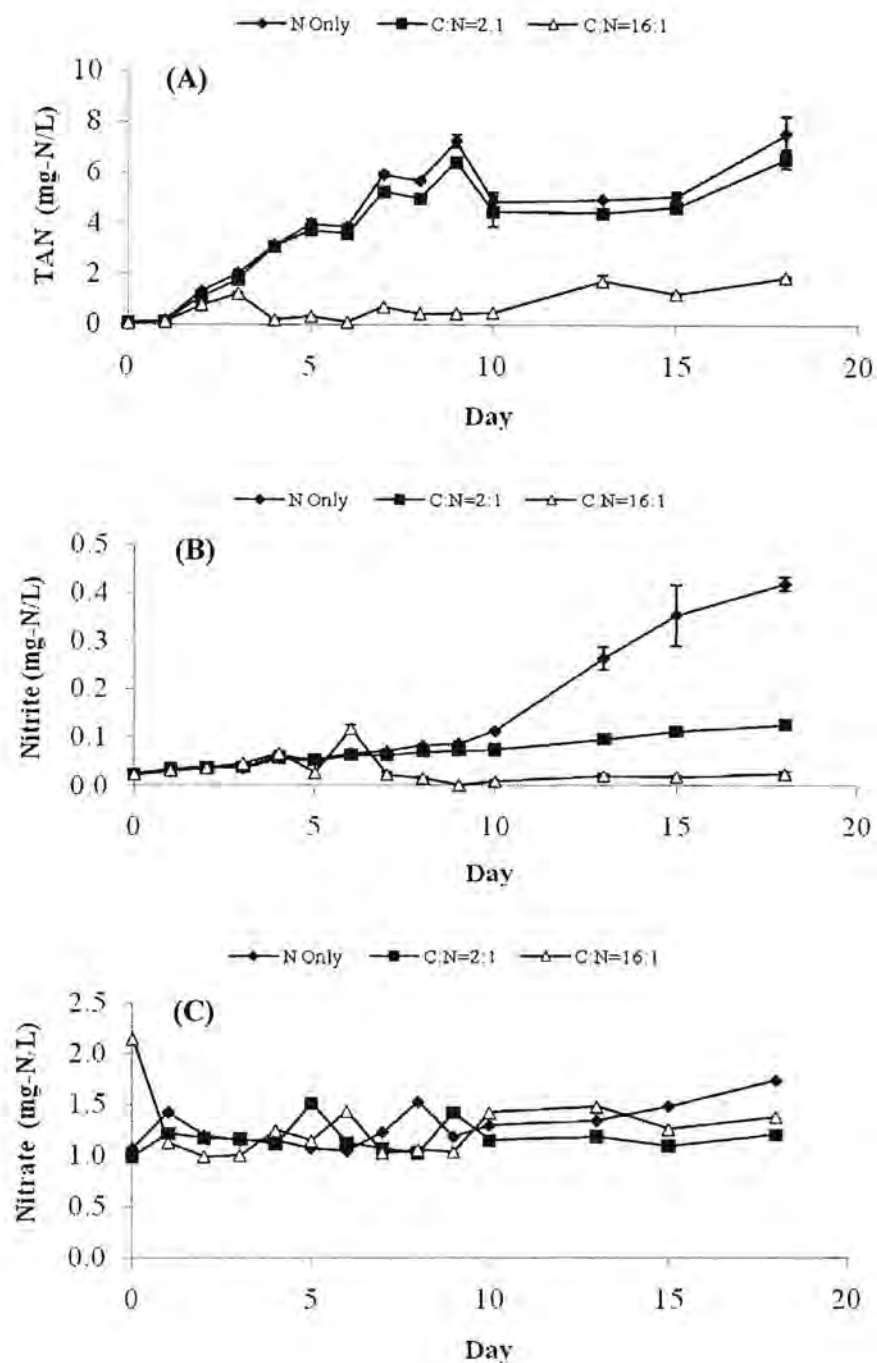 N Only C:N=2:1 C:N=16:1
(A)
TAN (mg-N/L)
10
8
6
4
2
0
0 5 10 15 20
Day
N Only C:N=2:1 C:N=16:1
(B)
Nitrite (mg-N/L)
0.5
0.4
0.3
0.2
0.1
0.0
0 5 10 15 20
Day
N Only C:N=2:1 C:N=16:1
(C)
Nitrate (mg-N/L)
2.5
2.0
1.5
1.0
0.5
0.0
0 5 10 15 20
Day